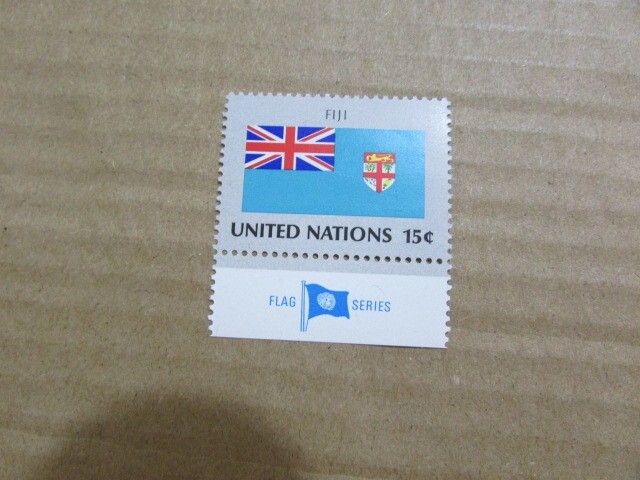 FIJI
UNITED NATIONS 15¢
FLAG SERIES